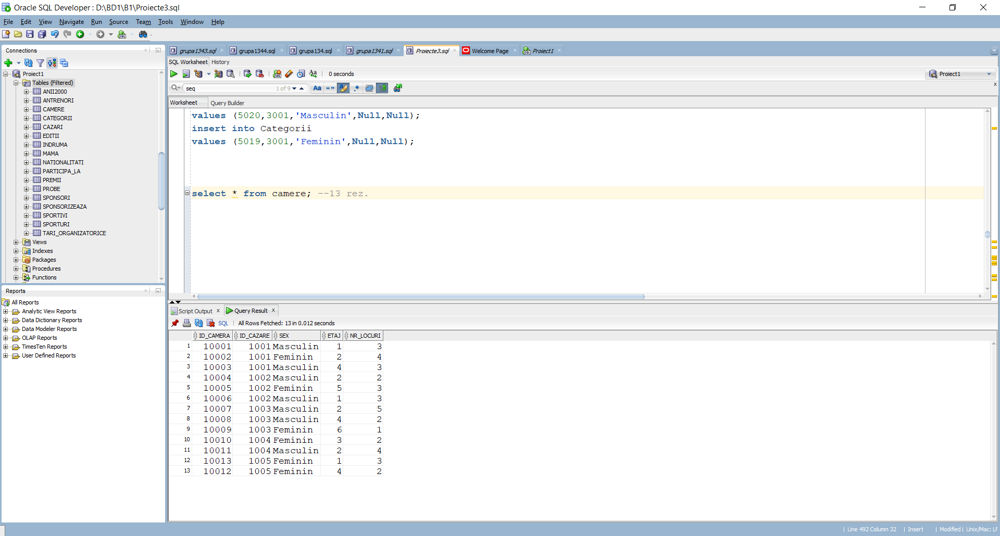 Oracle SQL Developer : D:\BD1\B1\Proiecte3.sql
File Edit View Navigate Run Source Team Tools Window Help
Connections
Proiect1
Tables (Filtered)
ANII2000
ANTRENORI
CAMERE
CATEGORII
CAZARI
EDITII
INDRUMA
MAMA
NATIONALITATI
PARTICIPA_LA
PREMII
PROBE
SPONSORI
SPONSORIZEAZA
SPORTIVI
SPORTURI
TARI_ORGANIZATORICE
Views
Indexes
Packages
Procedures
Functions
Reports
All Reports
Analytic View Reports
Data Dictionary Reports
Data Modeler Reports
OLAP Reports
TimesTen Reports
User Defined Reports
grupa1343.sql grupa1344.sql grupa134.sql grupa1341.sql Proiecte3.sql Welcome Page Proiect1
SQL Worksheet History
0 seconds
Proiect1
seq 1 of 9 Aa “ ” .*
Worksheet Query Builder
values (5020,3001,'Masculin',Null,Null);
insert into Categorii
values (5019,3001,'Feminin',Null,Null);
select * from camere; --13 rez.
Script Output x Query Result x
SQL | All Rows Fetched: 13 in 0.012 seconds
ID_CAMERA ID_CAZARE SEX ETAJ NR_LOCURI
1 10001 1001 Masculin 1 3
2 10002 1001 Feminin 2 4
3 10003 1001 Masculin 4 3
4 10004 1002 Masculin 2 2
5 10005 1002 Feminin 5 3
6 10006 1002 Masculin 1 3
7 10007 1003 Masculin 2 5
8 10008 1003 Masculin 4 2
9 10009 1003 Feminin 6 1
10 10010 1004 Feminin 3 2
11 10011 1004 Masculin 2 4
12 10013 1005 Feminin 1 3
13 10012 1005 Feminin 4 2
| Line 492 Column 32 | Insert | Modified | Unix/Mac: LF